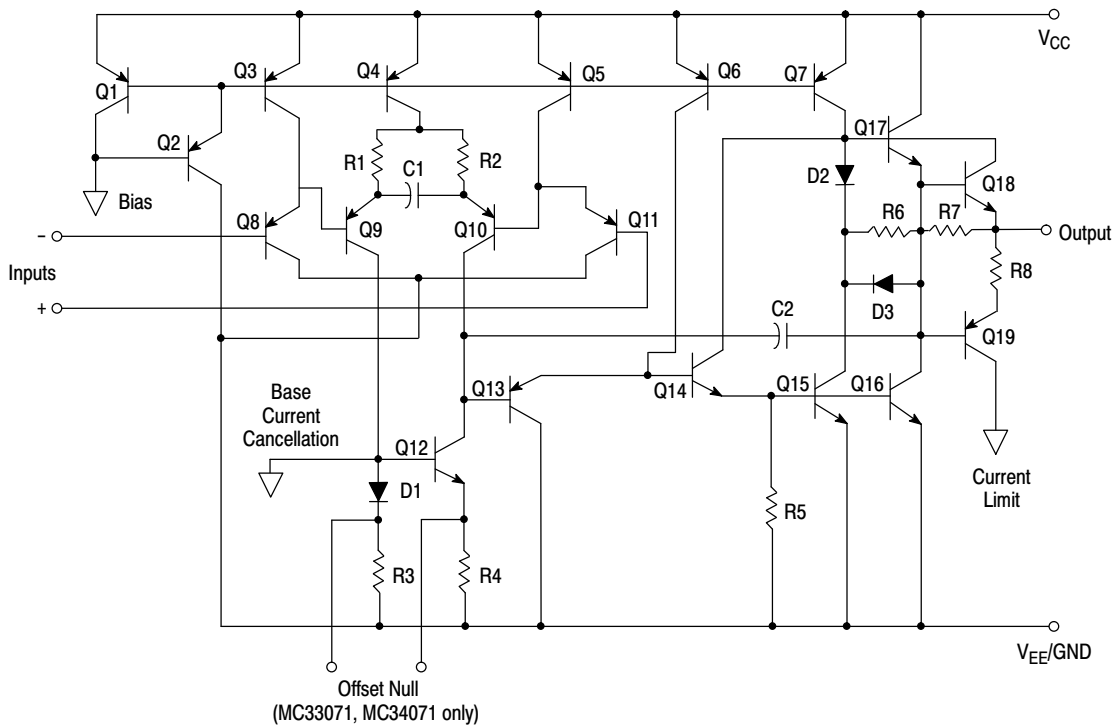 VCC
Q1
Q3
Q4
Q5
Q6
Q7
Q2
Q17
Bias
R1
C1
R2
D2
Q18
Q8
Q9
Q10
Q11
R6
R7
Output
-
Inputs
+
D3
R8
C2
Q19
Q13
Q14
Q15
Q16
Base
Current
Cancellation
Q12
D1
Current
Limit
R5
R3
R4
VEE/GND
Offset Null
(MC33071, MC34071 only)